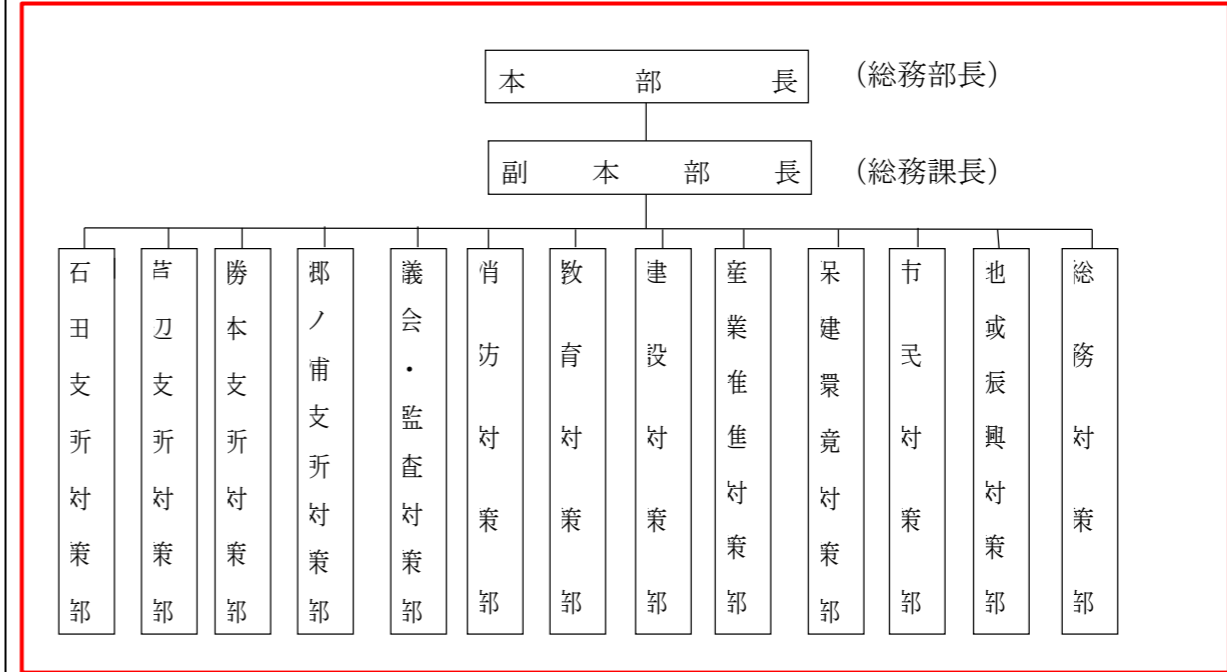 本部長 (総務部長)
副本部長 (総務課長)
総務対策部
地域振興対策部
市民対策部
保健環境対策部
産業推進対策部
建設対策部
教育対策部
消防対策部
議会・監査対策部
郷ノ浦支所対策部
勝本支所対策部
芦辺支所対策部
石田支所対策部